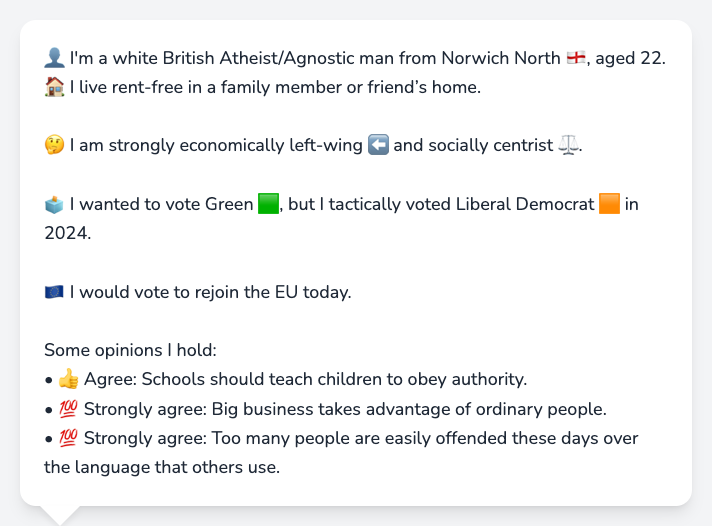 👤 I'm a white British Atheist/Agnostic man from Norwich North 🏴󠁧󠁢󠁥󠁮󠁧󠁿, aged 22.
🏠 I live rent-free in a family member or friend’s home.
🤔 I am strongly economically left-wing ⬅️ and socially centrist ⚖️.
🗳️ I wanted to vote Green 🟩, but I tactically voted Liberal Democrat 🟧 in
2024.
🇪🇺 I would vote to rejoin the EU today.
Some opinions I hold:
• 👍 Agree: Schools should teach children to obey authority.
• 💯 Strongly agree: Big business takes advantage of ordinary people.
• 💯 Strongly agree: Too many people are easily offended these days over
the language that others use.